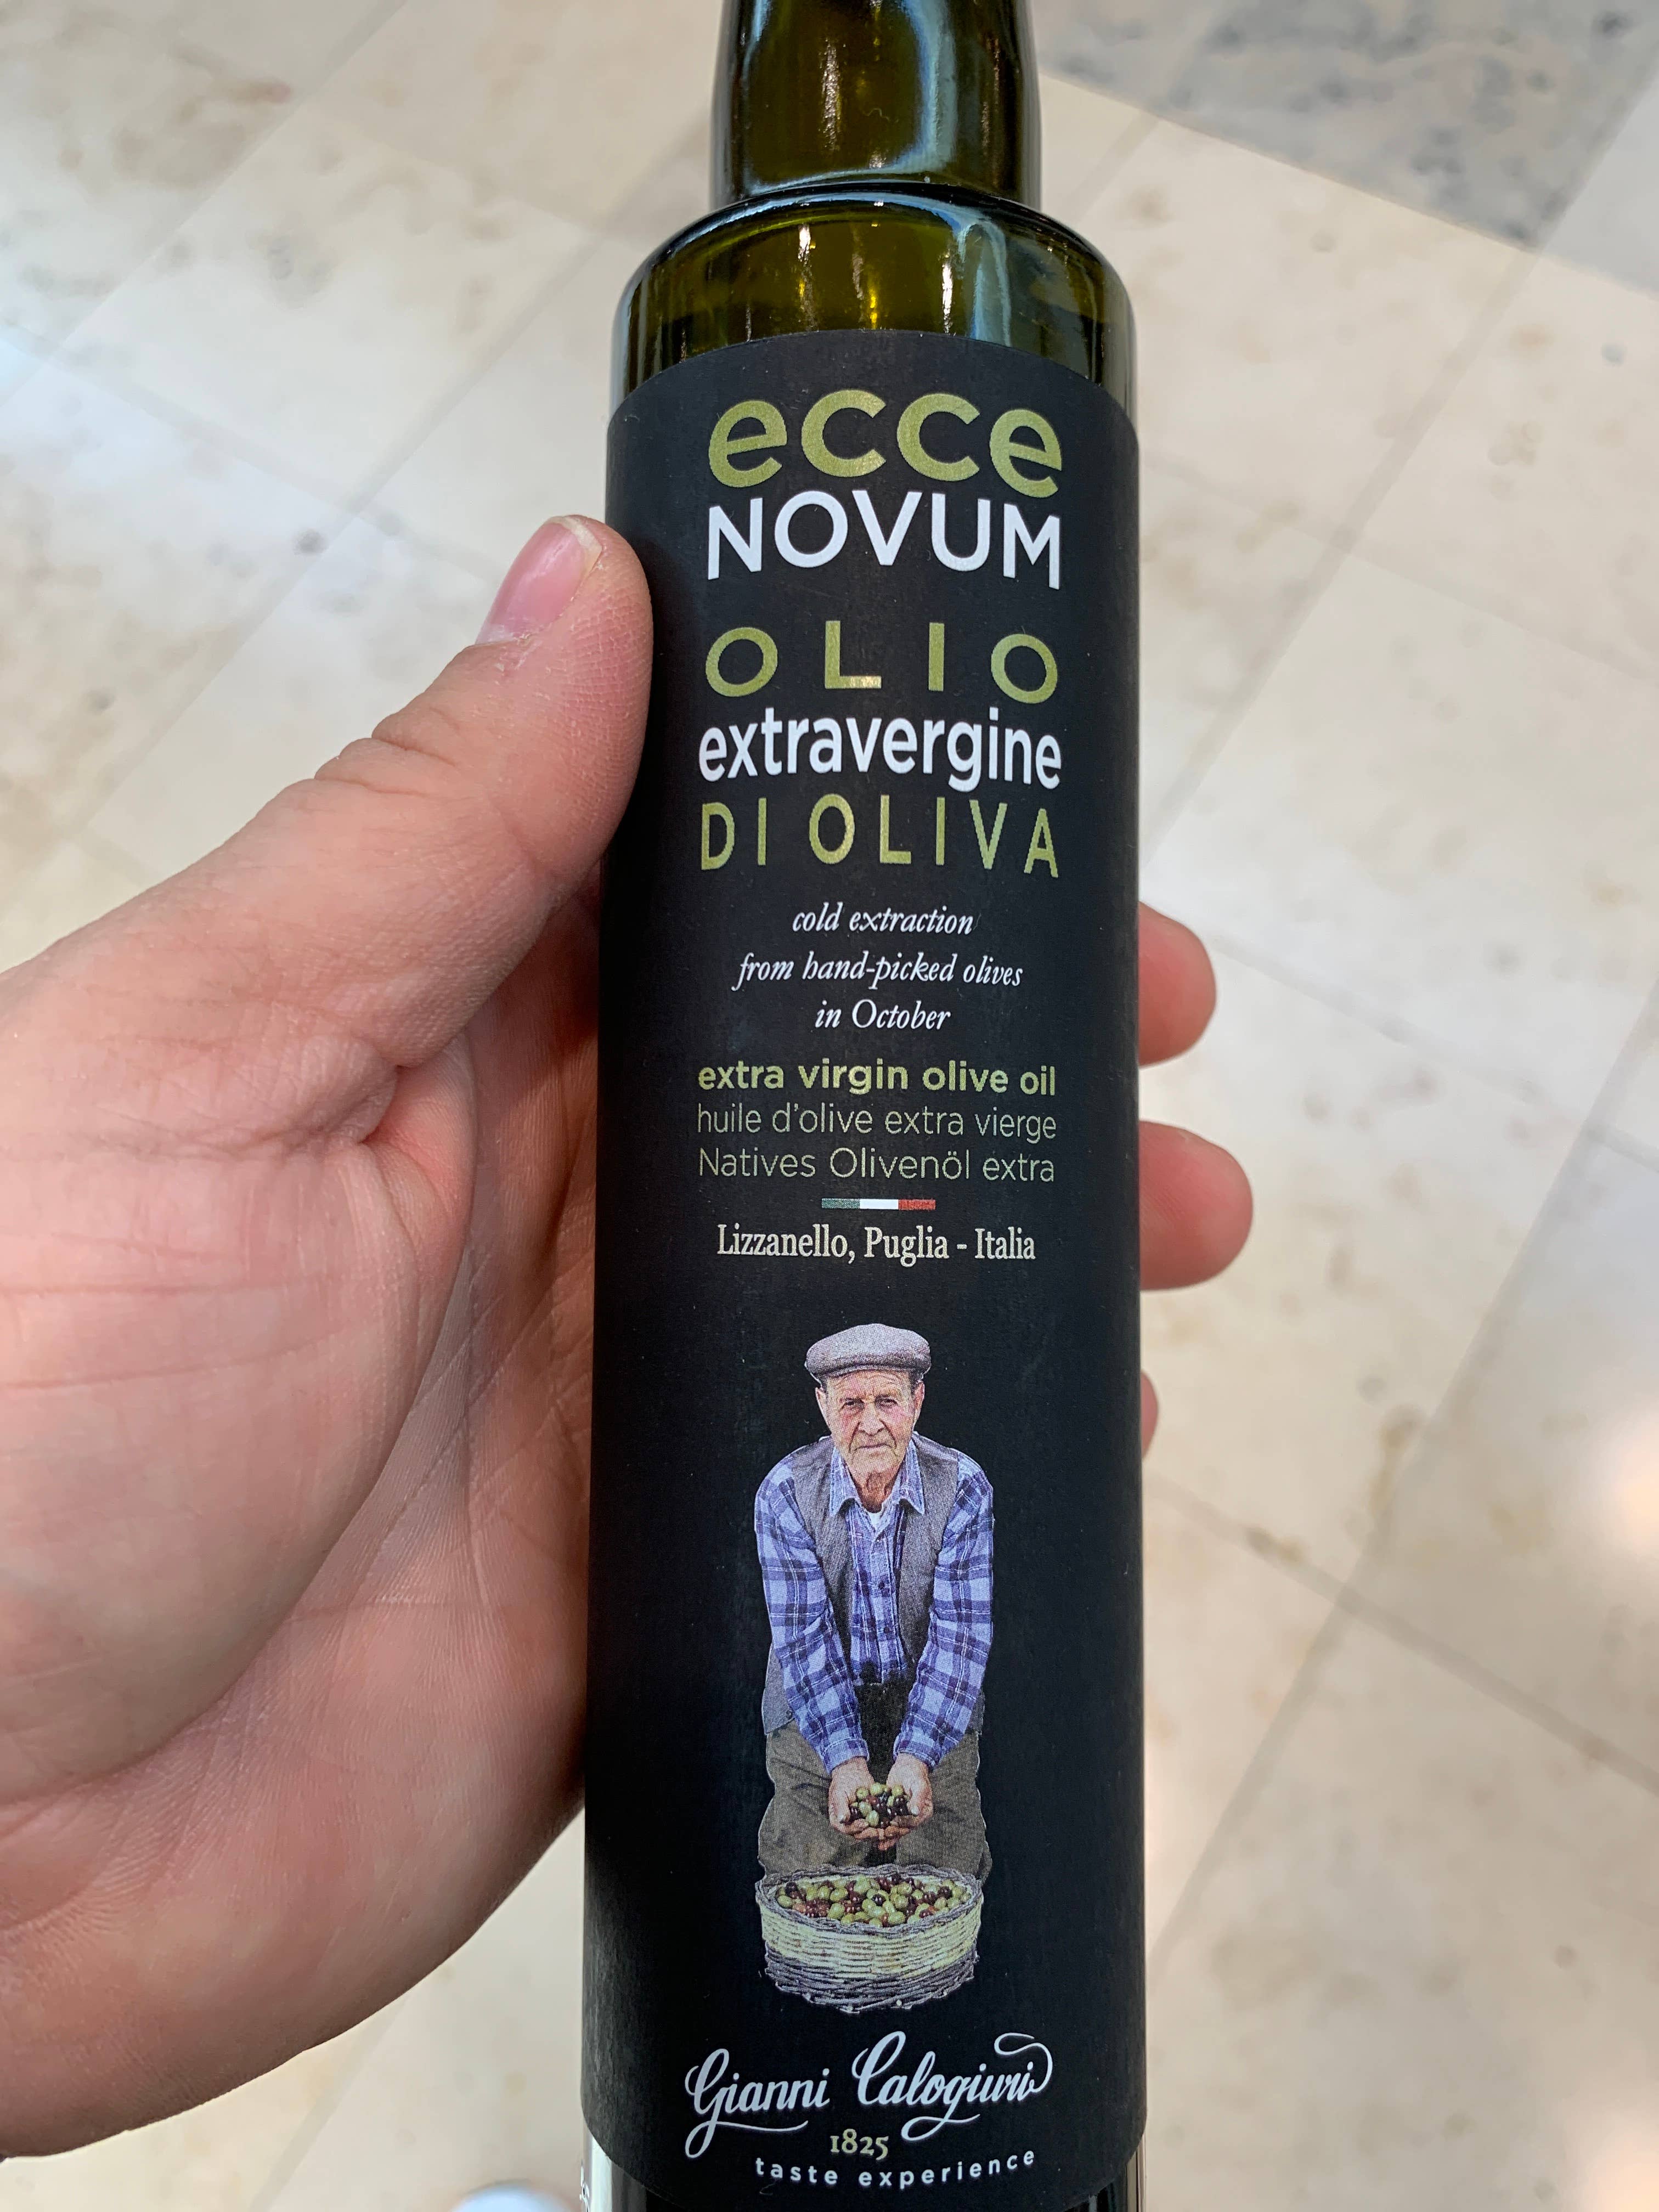 ecce
NOVUM
OLIO
extravergine
DI OLIVA
cold extraction
from hand-picked olives
in October
extra virgin olive oil
huile d'olive extra vierge
Natives Olivenöl extra
Lizzanello, Puglia - Italia
Gianni Calogiuri
1825
taste experience